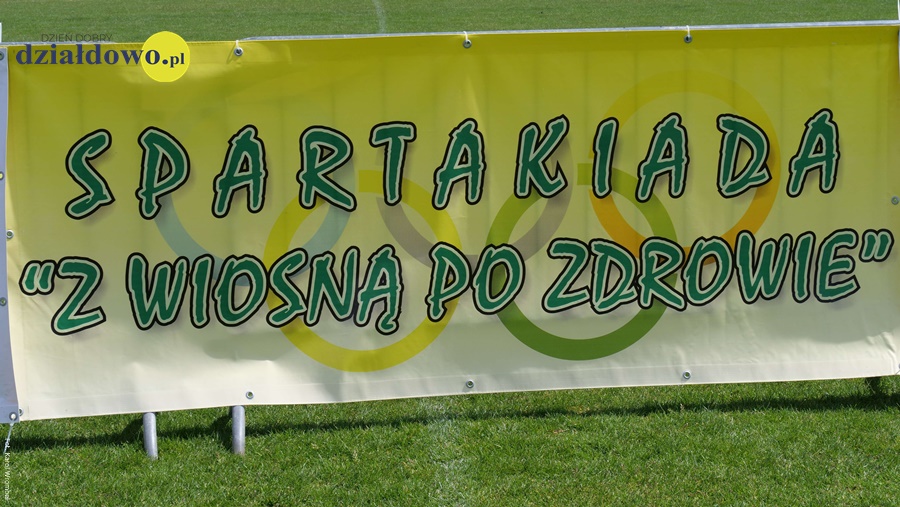 DZIEŃ DOBRY
działdowo.pl
SPARTAKIADA
“Z WIOSNĄ PO ZDROWIE”